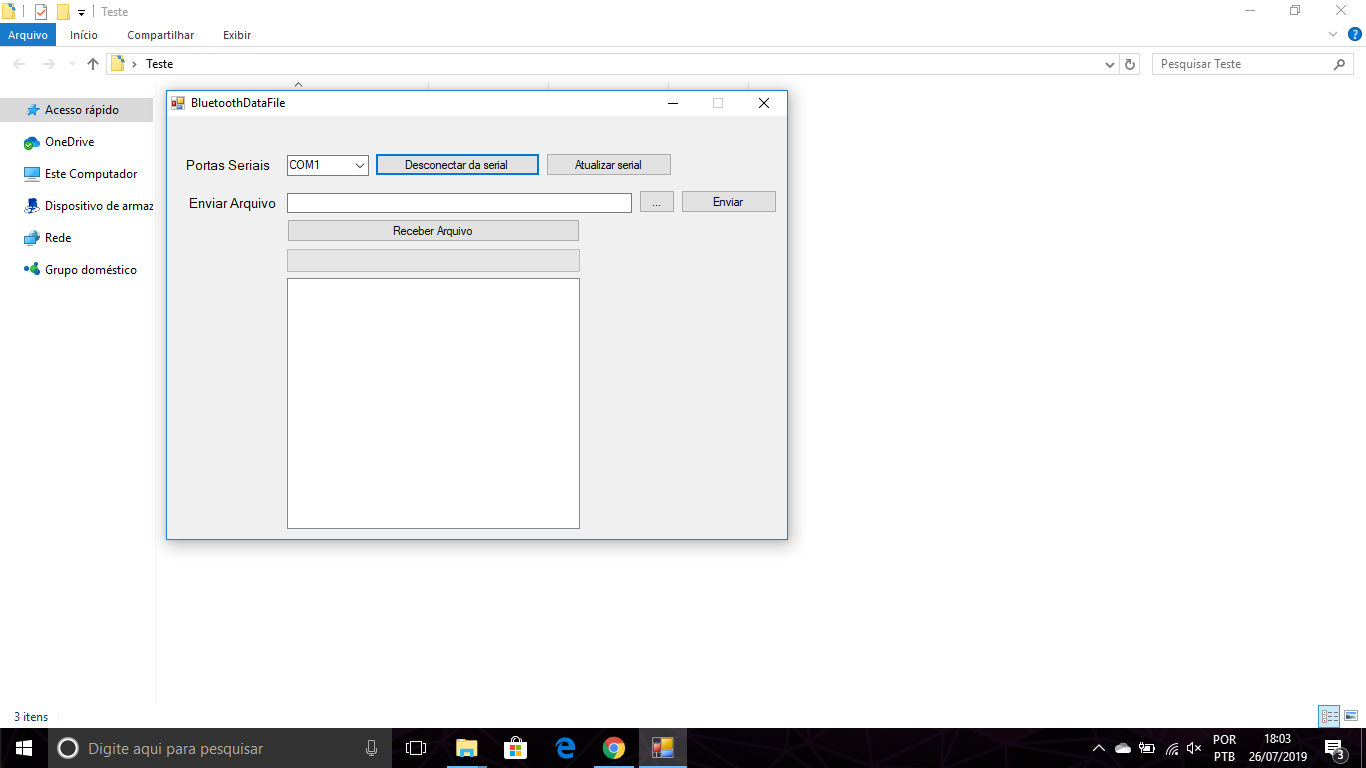 Teste
Arquivo Início Compartilhar Exibir
Teste
Pesquisar Teste
BluetoothDataFile
Acesso rápido
OneDrive
Este Computador
Dispositivo de armaz
Rede
Grupo doméstico
Portas Seriais COM1 Desconectar da serial Atualizar serial
Enviar Arquivo ... Enviar
Receber Arquivo
3 itens
Digite aqui para pesquisar
POR
PTB
18:03
26/07/2019
3